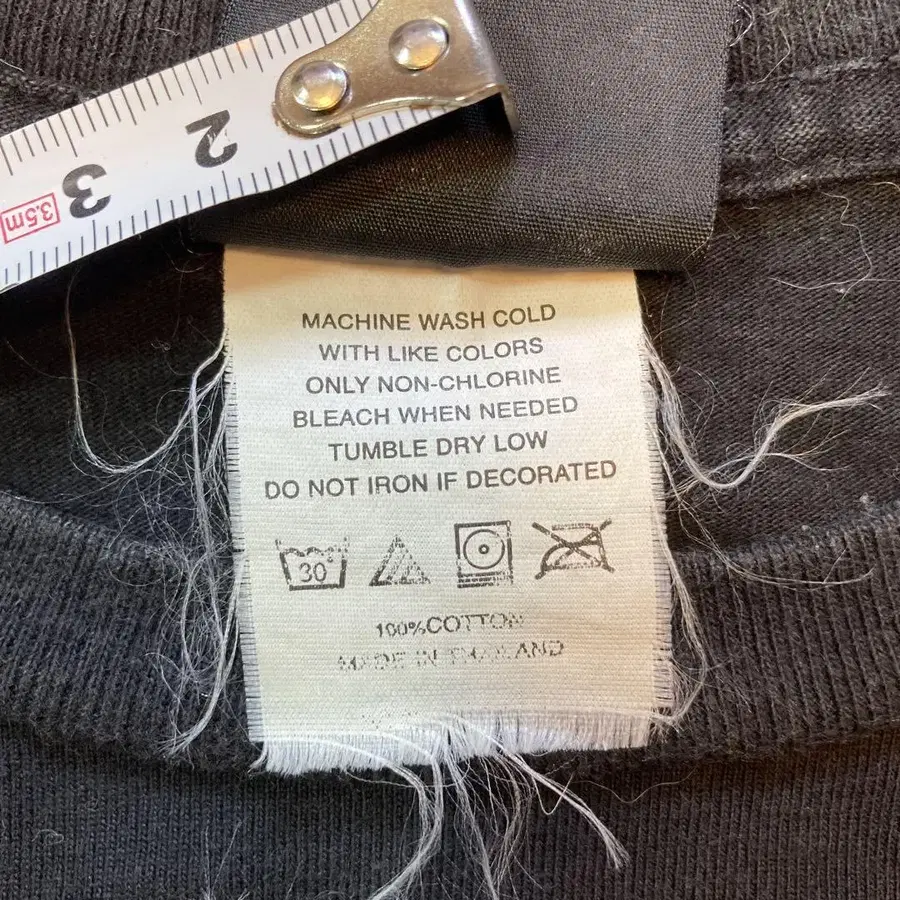 2
3
3.5m
MACHINE WASH COLD
WITH LIKE COLORS
ONLY NON-CHLORINE
BLEACH WHEN NEEDED
TUMBLE DRY LOW
DO NOT IRON IF DECORATED
30°
100%COTTON
MADE IN THAILAND